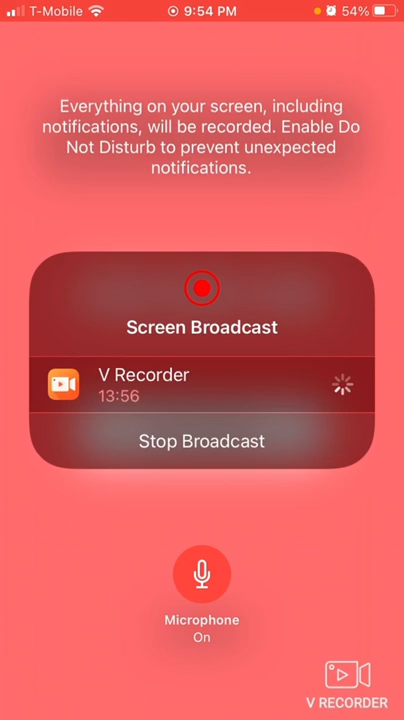 T-Mobile 9:54 PM 54%
Everything on your screen, including
notifications, will be recorded. Enable Do
Not Disturb to prevent unexpected
notifications.
Screen Broadcast
V Recorder
13:56
Stop Broadcast
Microphone
On
V RECORDER